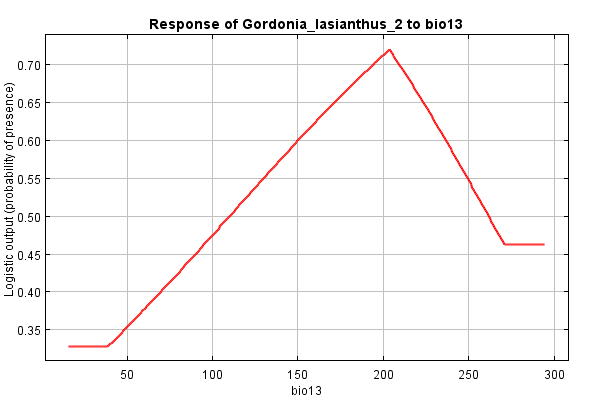 Response of Gordonia_lasianthus_2 to bio13
Logistic output (probability of presence)
0.70
0.65
0.60
0.55
0.50
0.45
0.40
0.35
50 100 150 200 250 300
bio13